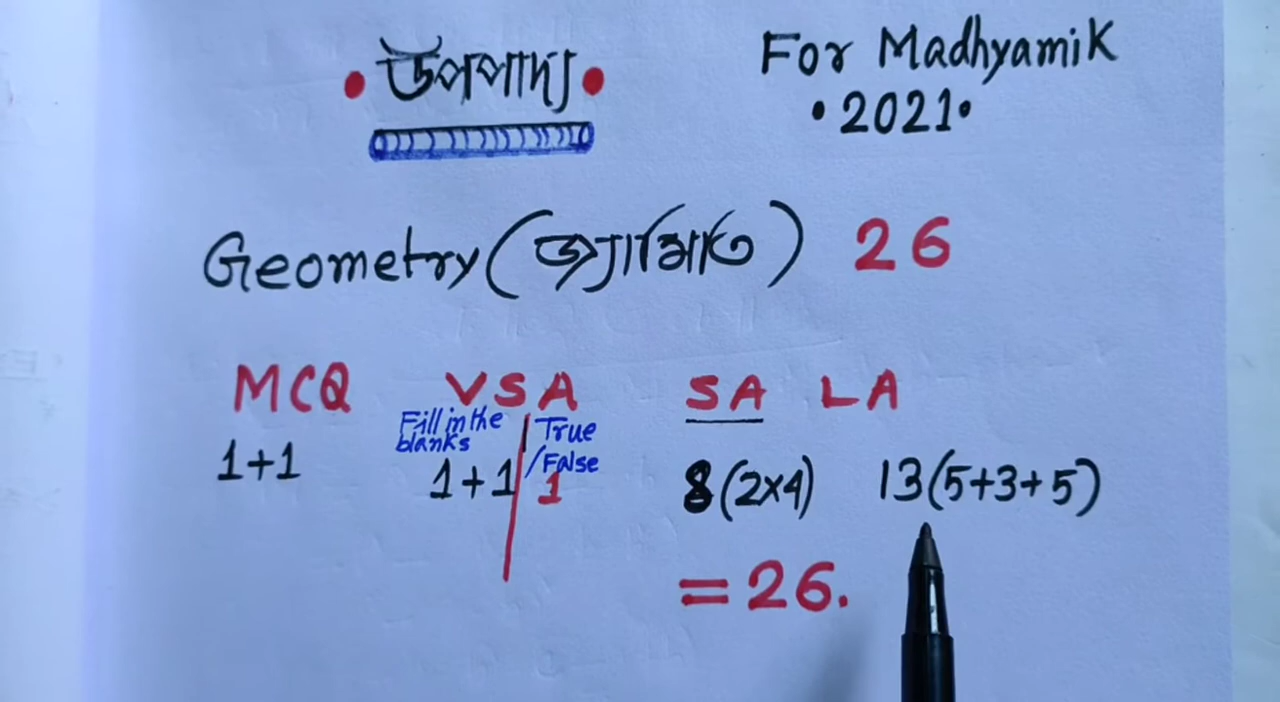 • উপপাদ্য •
For Madhyamik
• 2021 •
Geometry (জ্যামিতি) 26
MCQ VSA SA LA
Fill in the blanks
True / False
1+1 1+1 1 8 (2×4) 13 (5+3+5)
= 26.